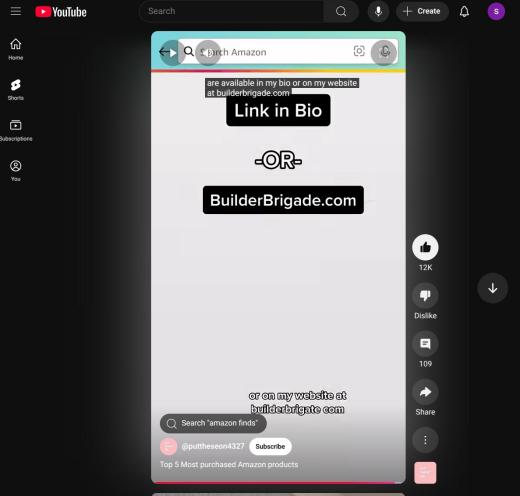 YouTube
Search
Create
S
Home
Shorts
Subscriptions
You
Search Amazon
are available in my bio or on my website
at builderbrigade.com
Link in Bio
-OR-
BuilderBrigade.com
12K
Dislike
109
Share
or on my website at
builderbrigate com
Search "amazon finds"
@puttheseon4327
Subscribe
Top 5 Most purchased Amazon products